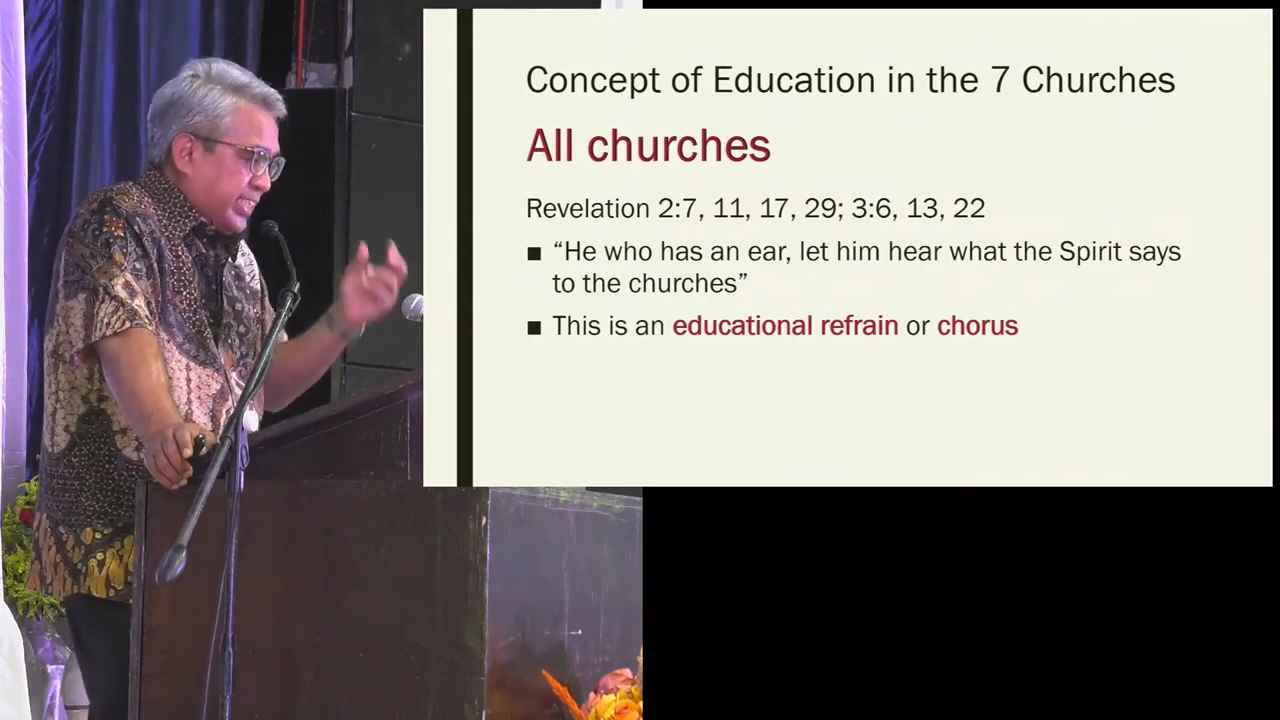 Concept of Education in the 7 Churches
All churches
Revelation 2:7, 11, 17, 29; 3:6, 13, 22
■ “He who has an ear, let him hear what the Spirit says
to the churches”
■ This is an educational refrain or chorus